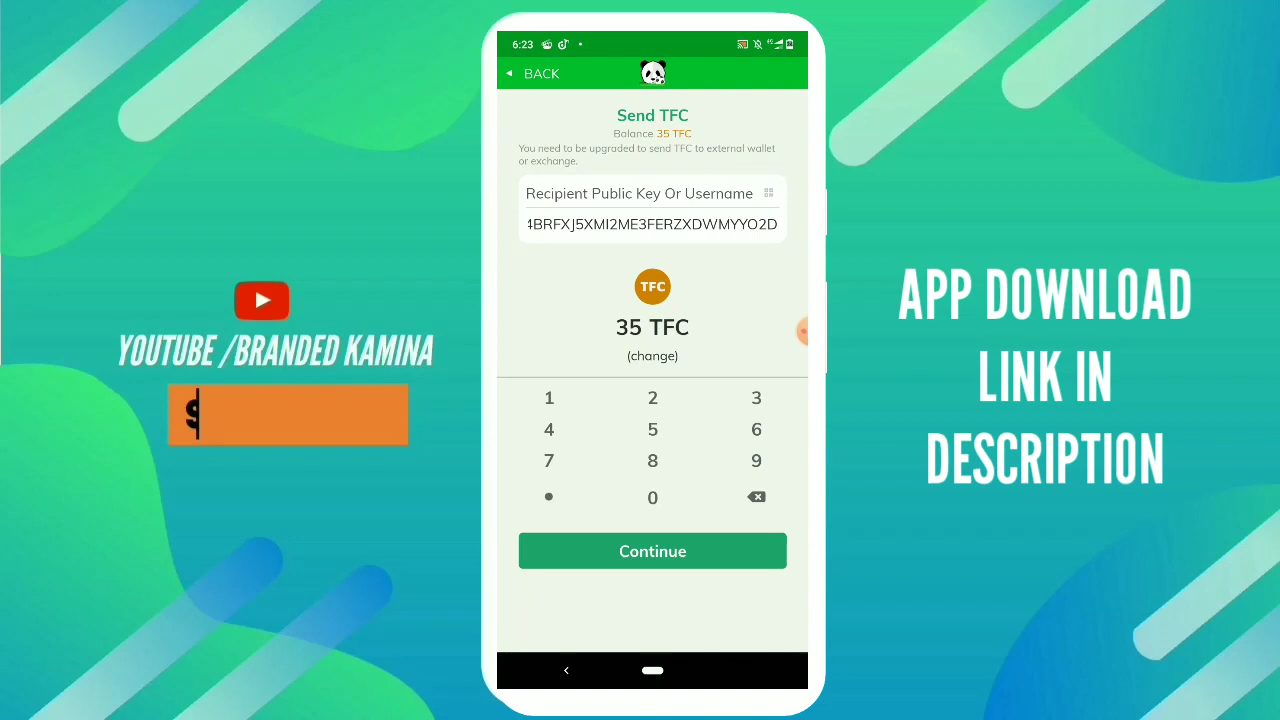 6:23
BACK
Send TFC
Balance 35 TFC
You need to be upgraded to send TFC to external wallet
or exchange.
Recipient Public Key Or Username
4BRFXJ5XMI2ME3FERZXDWMYYO2D
TFC
35 TFC
(change)
1 2 3
4 5 6
7 8 9
0
Continue
YOUTUBE /BRANDED KAMINA
S
APP DOWNLOAD
LINK IN
DESCRIPTION